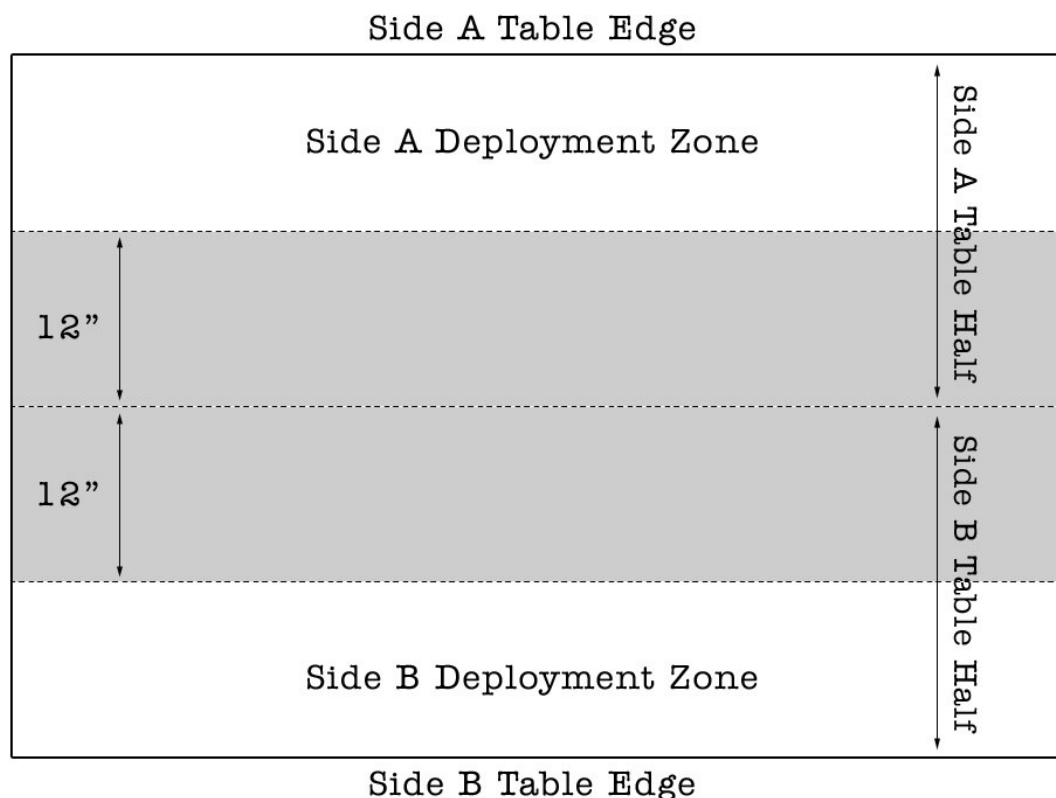 Side A Table Edge
Side A Deployment Zone
Side A Table Half
12”
12”
Side B Table Half
Side B Deployment Zone
Side B Table Edge